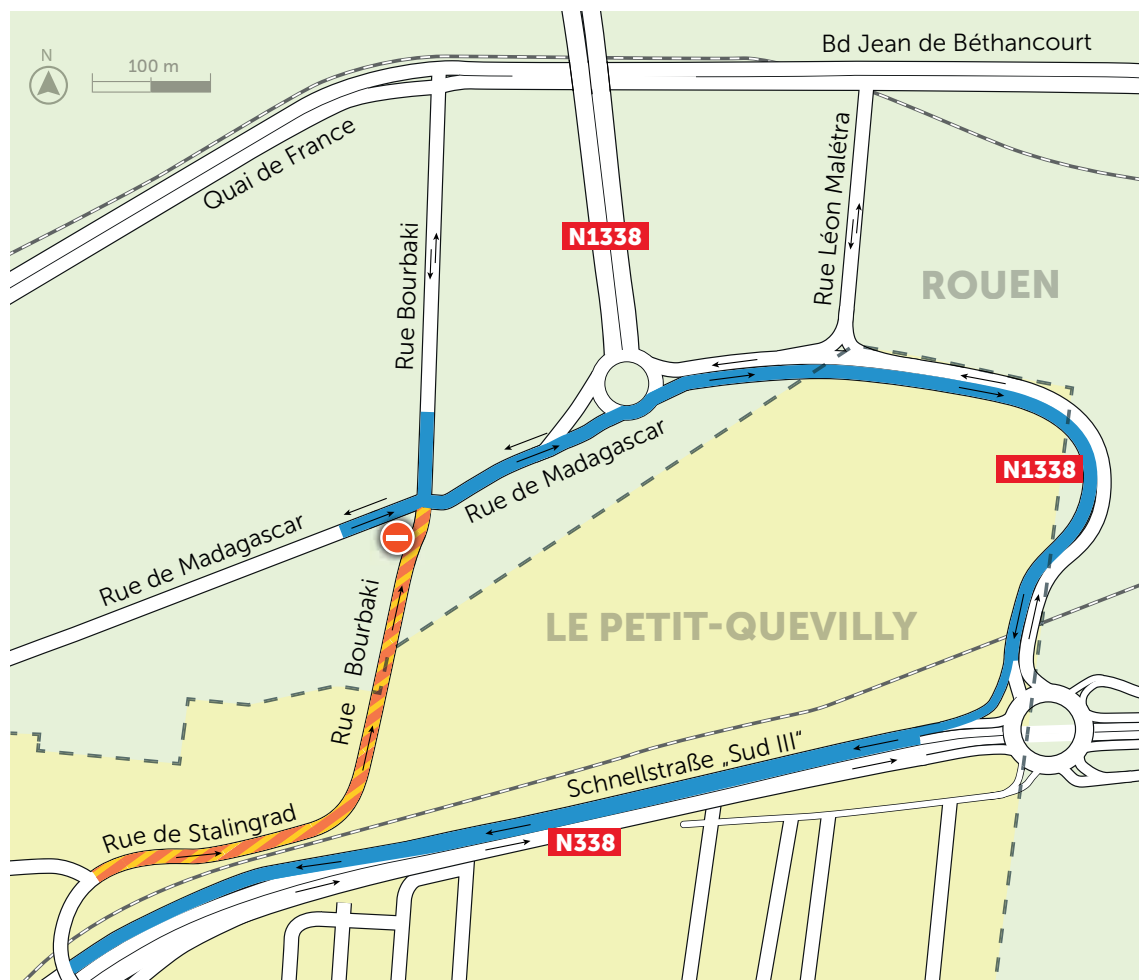 Bd Jean de Béthancourt
N
100 m
Quai de France
Rue Léon Malétra
N1338
Rue Bourbaki
ROUEN
Rue de Madagascar
N1338
Rue de Madagascar
Rue Bourbaki
LE PETIT-QUEVILLY
Schnellstraße „Sud III“
Rue de Stalingrad
N338